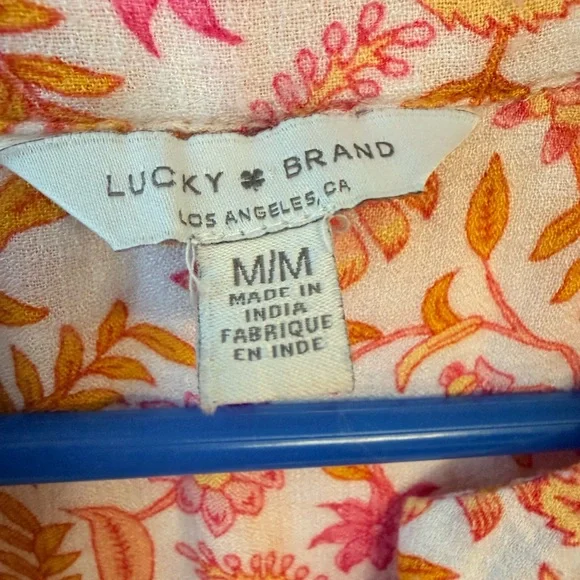 LUCKY BRAND
LOS ANGELES, CA
M/M
MADE IN
INDIA
FABRIQUE
EN INDE